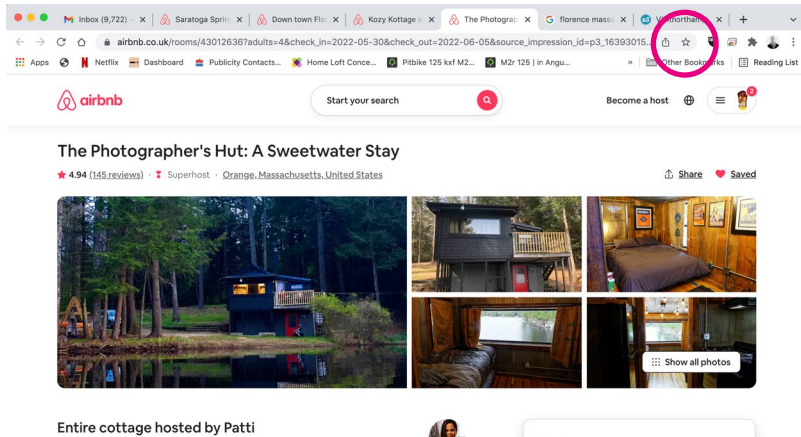 Inbox (9,722) –
Saratoga Spring
Down town Flo
Kozy Kottage o
The Photograp
florence massa
airbnb.co.uk/rooms/43012636?adults=4&check_in=2022-05-30&check_out=2022-06-05&source_impression_id=p3_16393015...
Apps
Netflix
Dashboard
Publicity Contacts...
Home Loft Conce...
Pitbike 125 kxf M2...
M2r 125 | in Angu...
»
Other Bookmarks
Reading List
airbnb
Start your search
Become a host
2
The Photographer's Hut: A Sweetwater Stay
4.94 (145 reviews) · Superhost · Orange, Massachusetts, United States
Share
Saved
Show all photos
Entire cottage hosted by Patti